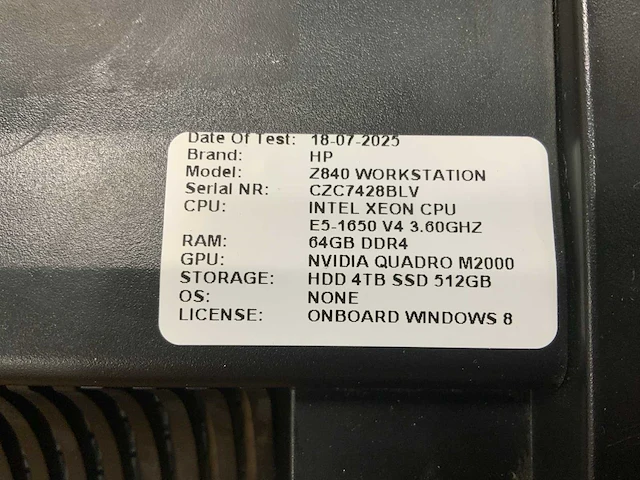 Date Of Test: 18-07-2025
Brand: HP
Model: Z840 WORKSTATION
Serial NR: CZC7428BLV
CPU: INTEL XEON CPU
E5-1650 V4 3.60GHZ
RAM: 64GB DDR4
GPU: NVIDIA QUADRO M2000
STORAGE: HDD 4TB SSD 512GB
OS: NONE
LICENSE: ONBOARD WINDOWS 8